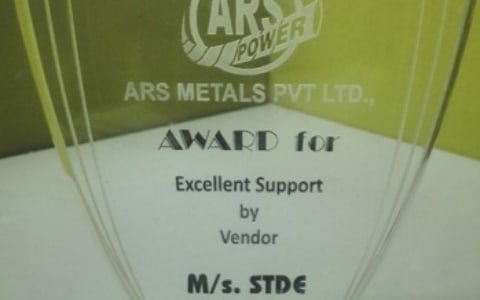 ARS
POWER
ARS METALS PVT LTD.,
AWARD for
Excellent Support
by
Vendor
M/s. STDE